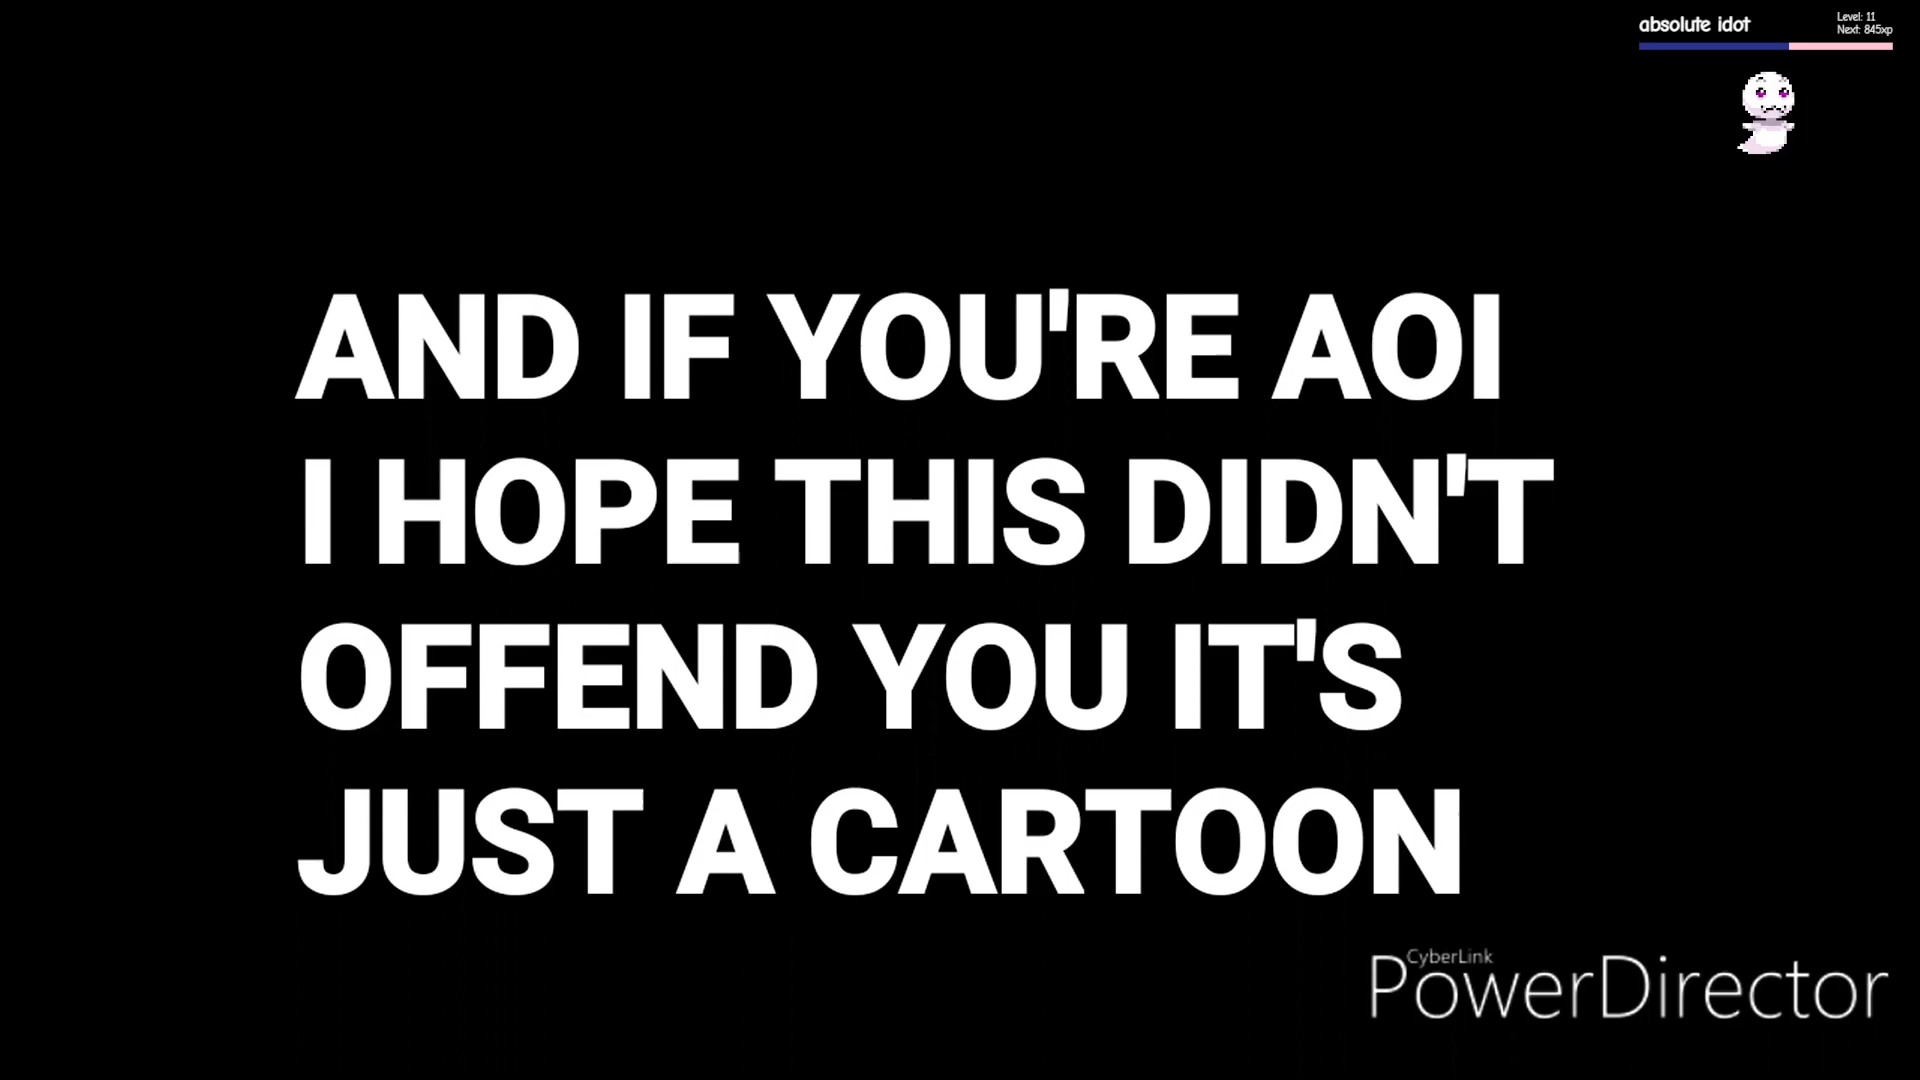 absolute idot
Level: 11
Next: 845xp
AND IF YOU'RE AOI
I HOPE THIS DIDN'T
OFFEND YOU IT'S
JUST A CARTOON
CyberLink
PowerDirector